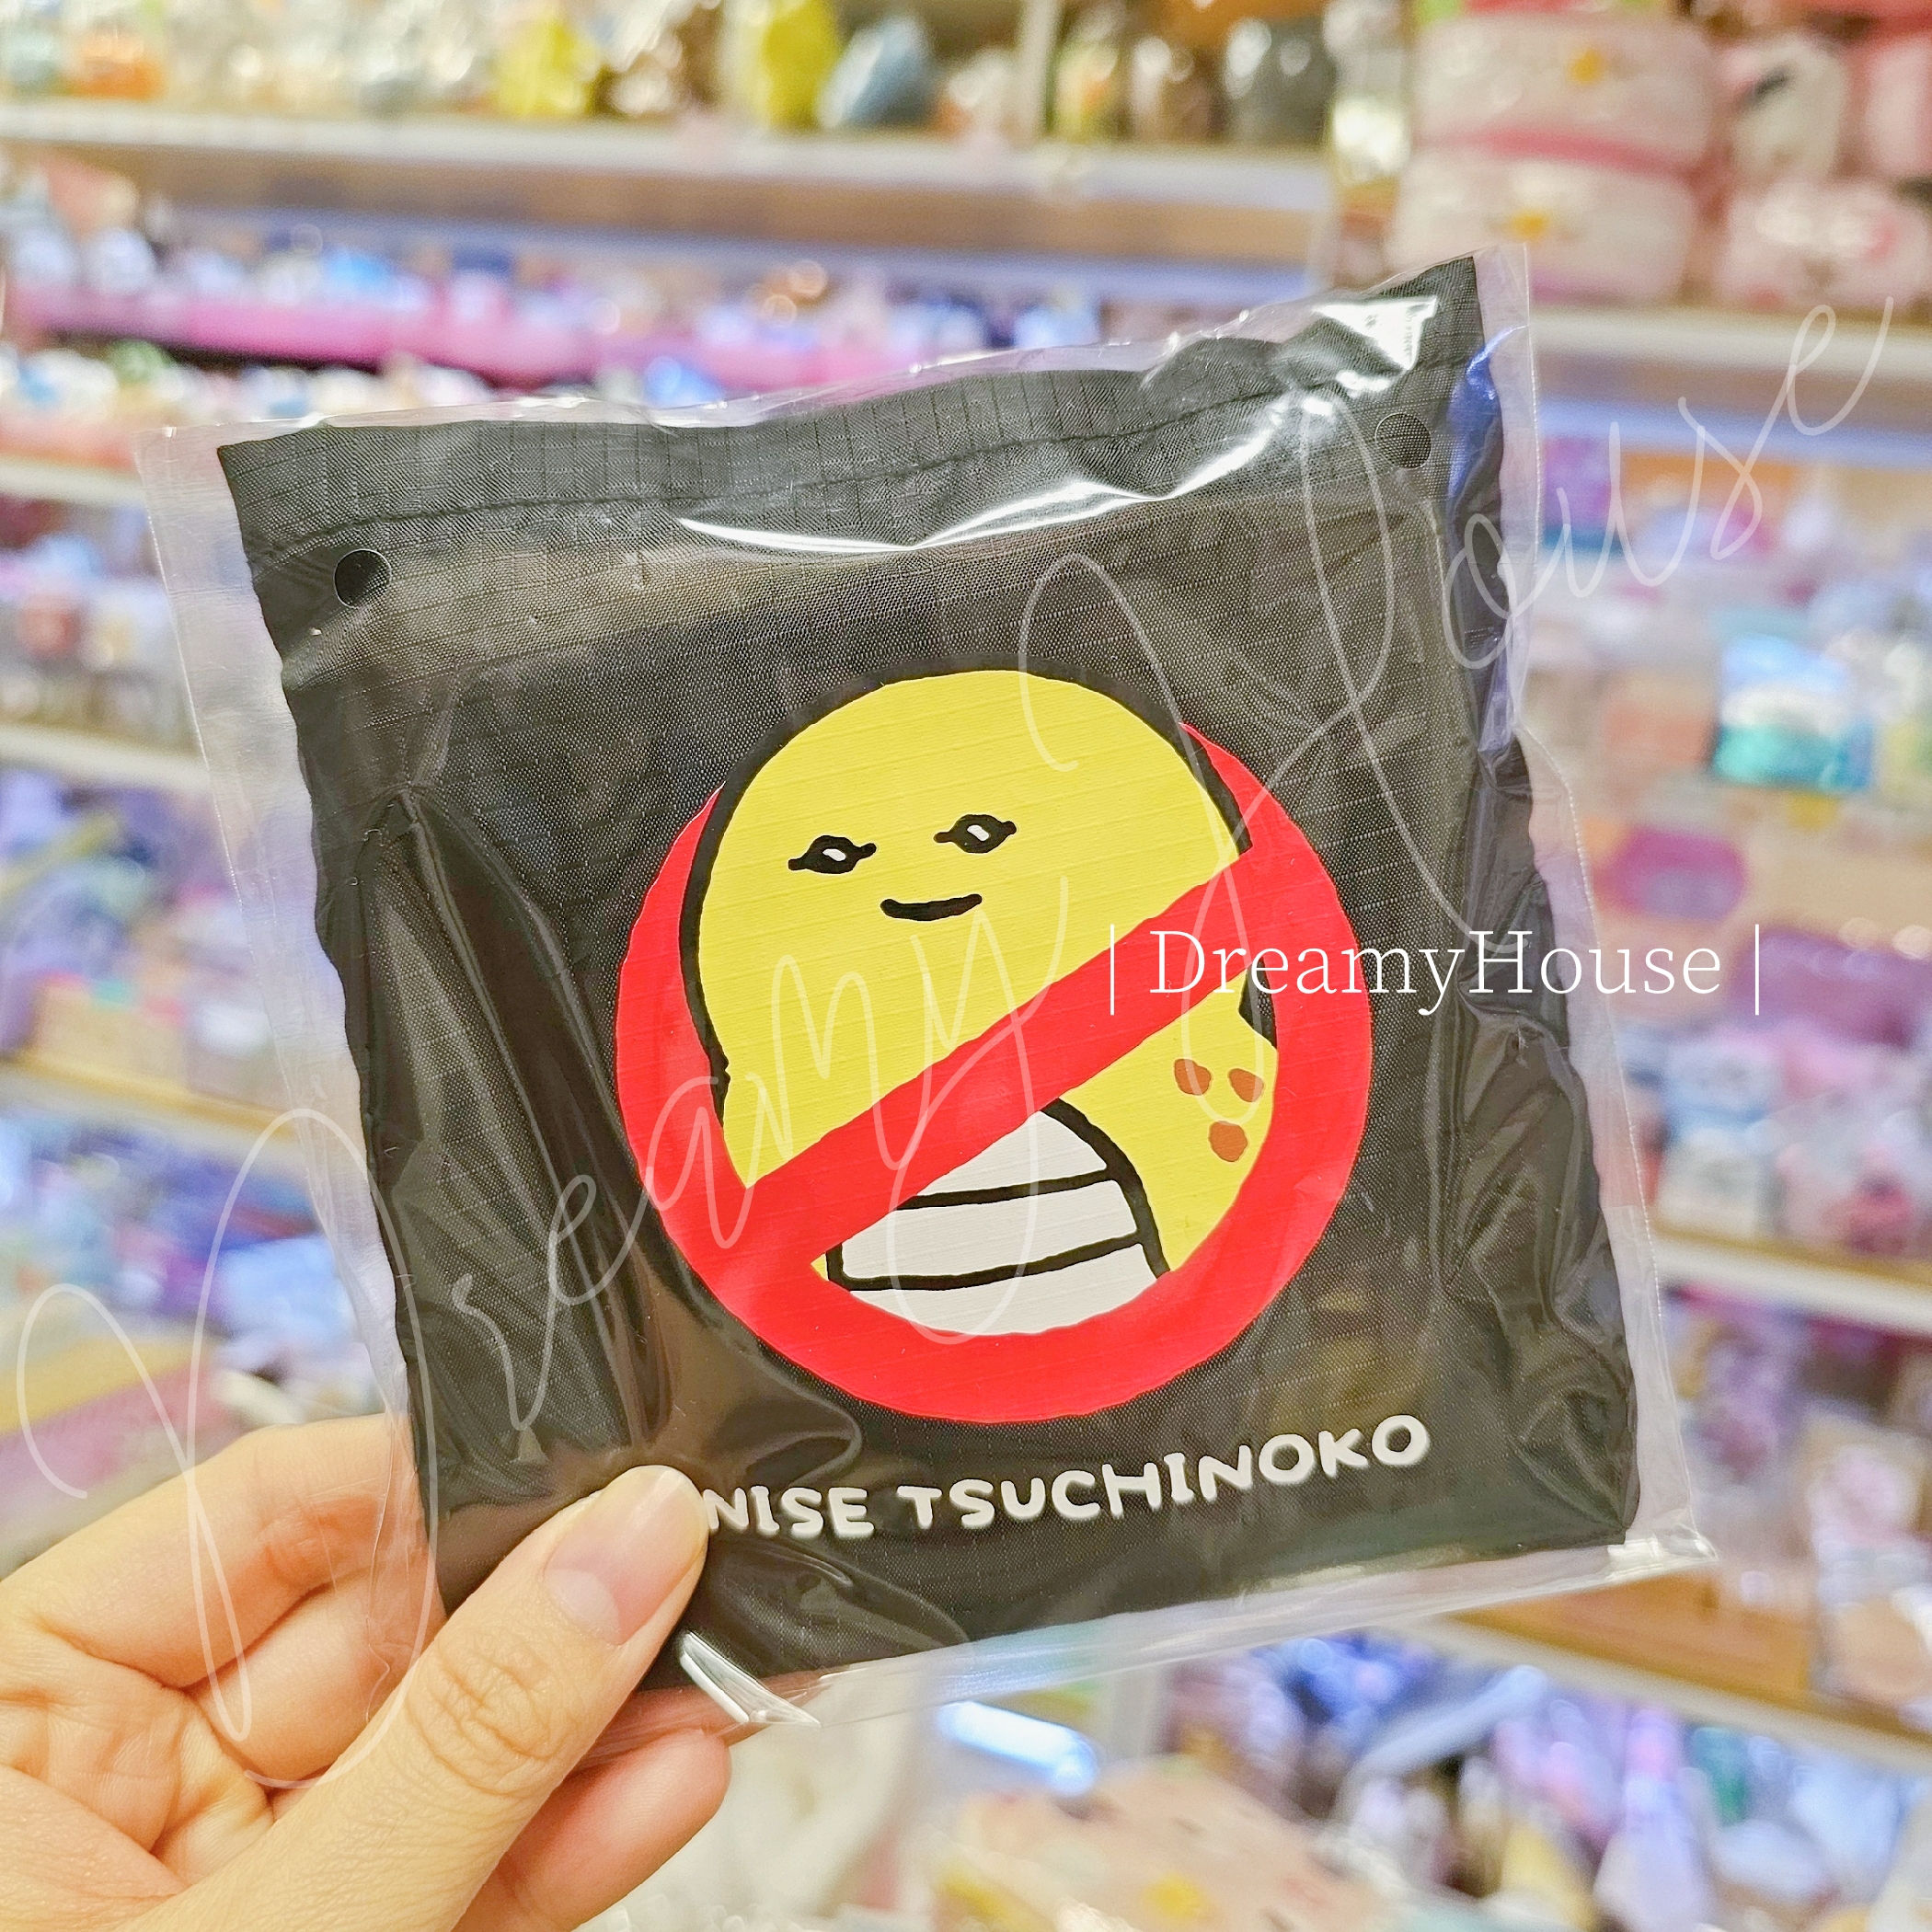 Dreamy House
| DreamyHouse |
NISE TSUCHINOKO